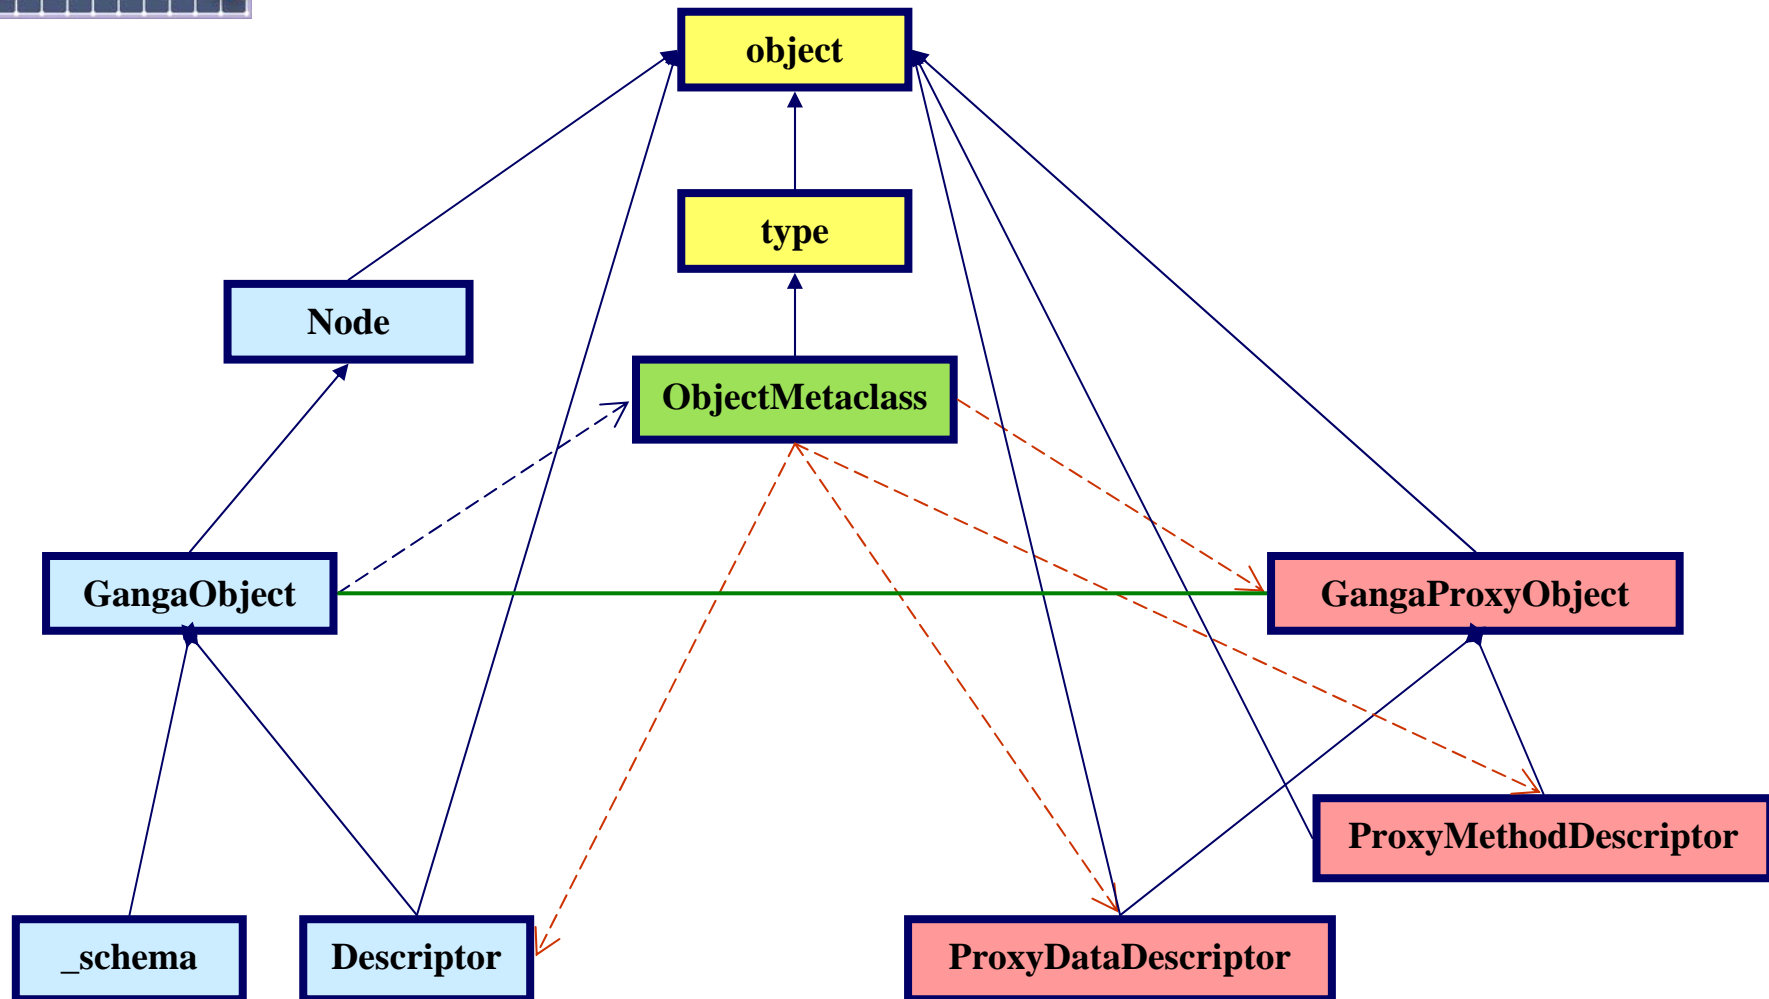 object
type
Node
ObjectMetaclass
GangaObject
GangaProxyObject
ProxyMethodDescriptor
_schema
Descriptor
ProxyDataDescriptor